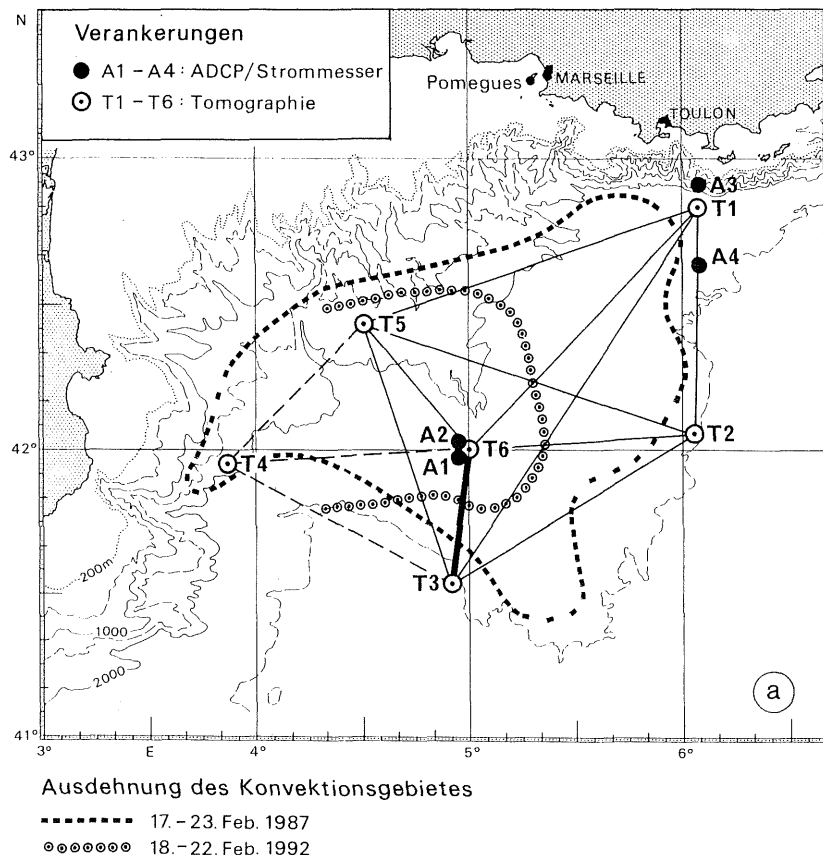 N
Verankerungen
A1 – A4 : ADCP/Strommesser
T1 – T6 : Tomographie
Pomegues
MARSEILLE
TOULON
43°
A3
T1
A4
T5
A2
T6
T2
42°
A1
T4
T3
200m
1000
2000
a
41°
3° E 4° 5° 6°
Ausdehnung des Konvektionsgebietes
17. – 23. Feb. 1987
18. – 22. Feb. 1992